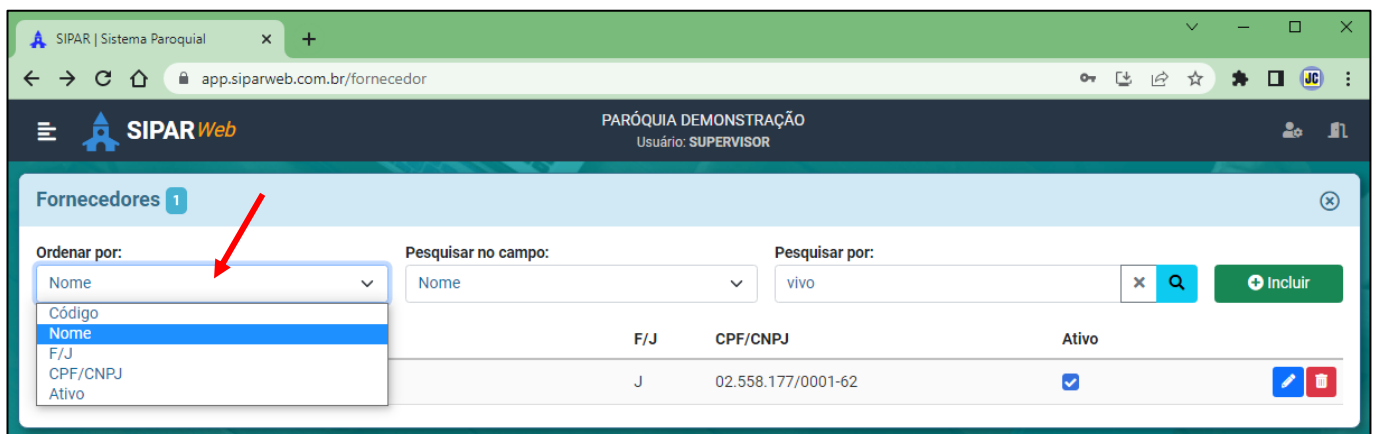 SIPAR | Sistema Paroquial
app.siparweb.com.br/fornecedor
JC
SIPAR Web
PARÓQUIA DEMONSTRAÇÃO
Usuário: SUPERVISOR
Fornecedores 1
Ordenar por: Pesquisar no campo: Pesquisar por:
Nome Nome vivo Incluir
Código
Nome
F/J
CPF/CNPJ
Ativo
F/J CPF/CNPJ Ativo
J 02.558.177/0001-62